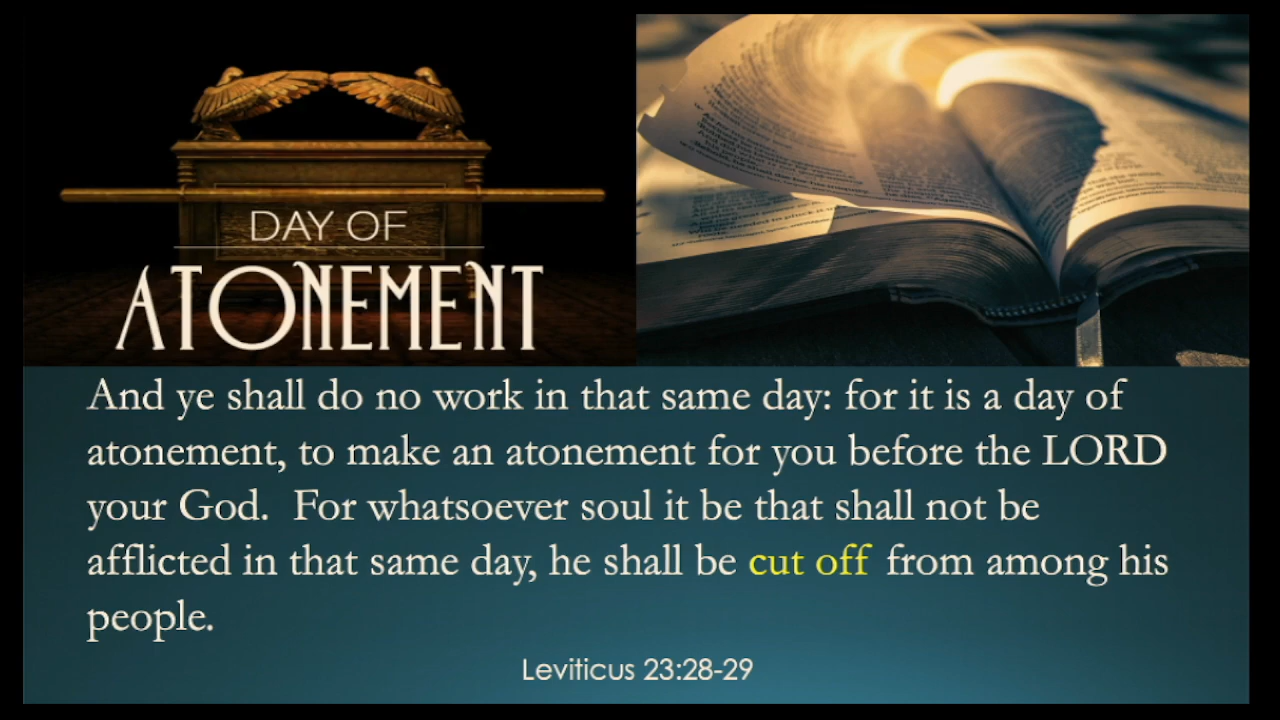 DAY OF
ATONEMENT
And ye shall do no work in that same day: for it is a day of
atonement, to make an atonement for you before the LORD
your God.  For whatsoever soul it be that shall not be
afflicted in that same day, he shall be cut off from among his
people.
Leviticus 23:28-29